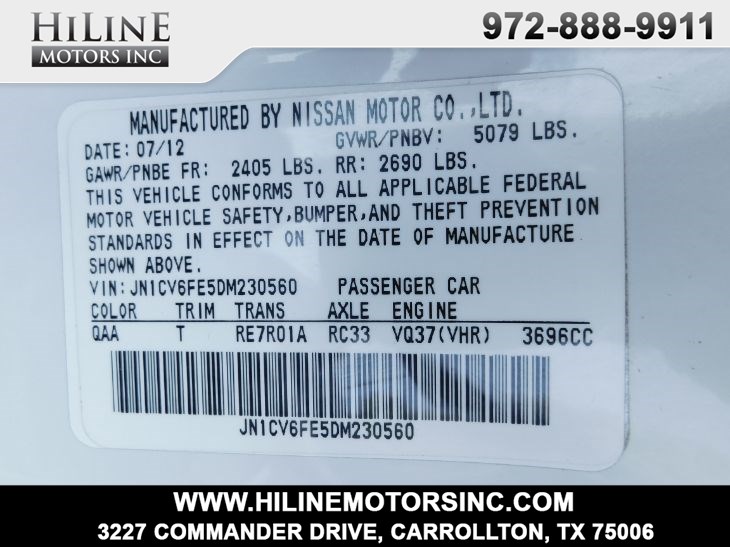 HILINE
MOTORS INC
972-888-9911
MANUFACTURED BY NISSAN MOTOR CO.,LTD.
DATE: 07/12 GVWR/PNBV: 5079 LBS.
GAWR/PNBE FR: 2405 LBS. RR: 2690 LBS.
THIS VEHICLE CONFORMS TO ALL APPLICABLE FEDERAL
MOTOR VEHICLE SAFETY,BUMPER,AND THEFT PREVENTION
STANDARDS IN EFFECT ON THE DATE OF MANUFACTURE
SHOWN ABOVE.
VIN:JN1CV6FE5DM230560 PASSENGER CAR
COLOR TRIM TRANS AXLE ENGINE
QAA T RE7R01A RC33 VQ37(VHR) 3696CC
JN1CV6FE5DM230560
WWW.HILINEMOTORSINC.COM
3227 COMMANDER DRIVE, CARROLLTON, TX 75006